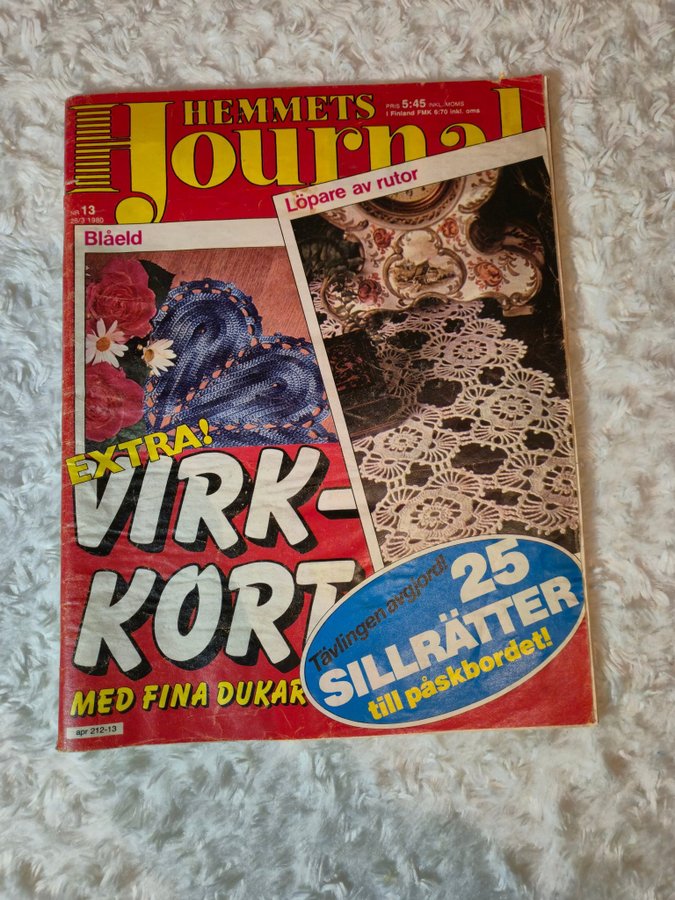 HEMMETS
Journal
PRIS 5:45 INKL. MOMS
I Finland FMK 6:70 inkl. oms
NR 13
26/3 1980
Blåeld
Löpare av rutor
EXTRA!
VIRK-
KORT
MED FINA DUKAR
Tävlingen avgjord!
25
SILLRÄTTER
till påskbordet!
apr 212-13